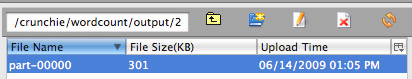 /crunchie/wordcount/output/2
File Name File Size(KB) Upload Time
part-00000 301 06/14/2009 01:05 PM